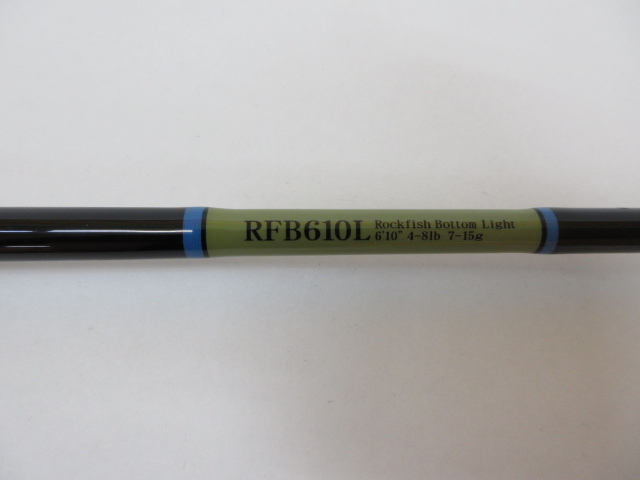 RFB610L
Rockfish Bottom Light
6'10" 4-8lb 7-15g